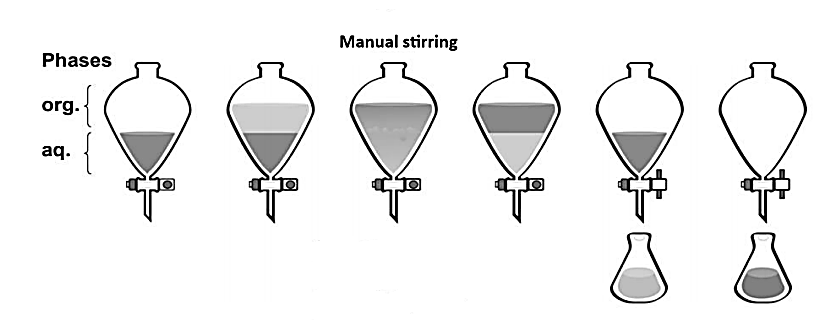 Manual stirring
Phases
org.
aq.